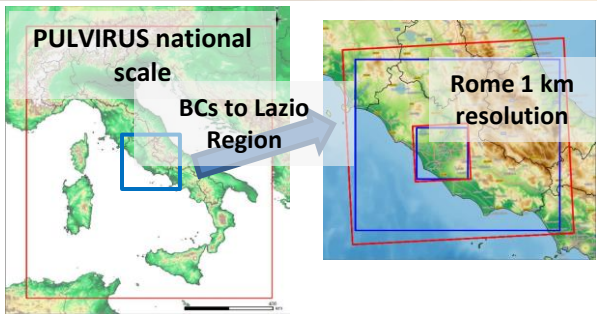 PULVIRUS national
scale
BCs to Lazio
Region
Rome 1 km
resolution